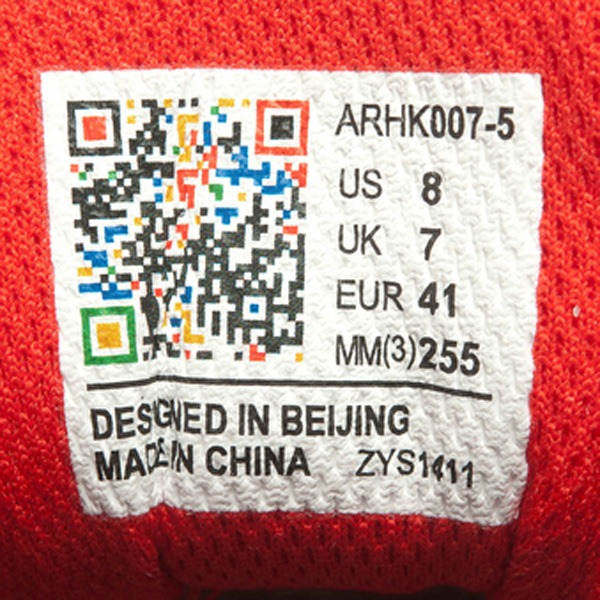 ARHK007-5
US 8
UK 7
EUR 41
MM(3)255
DESIGNED IN BEIJING
MADE IN CHINA ZYS1411